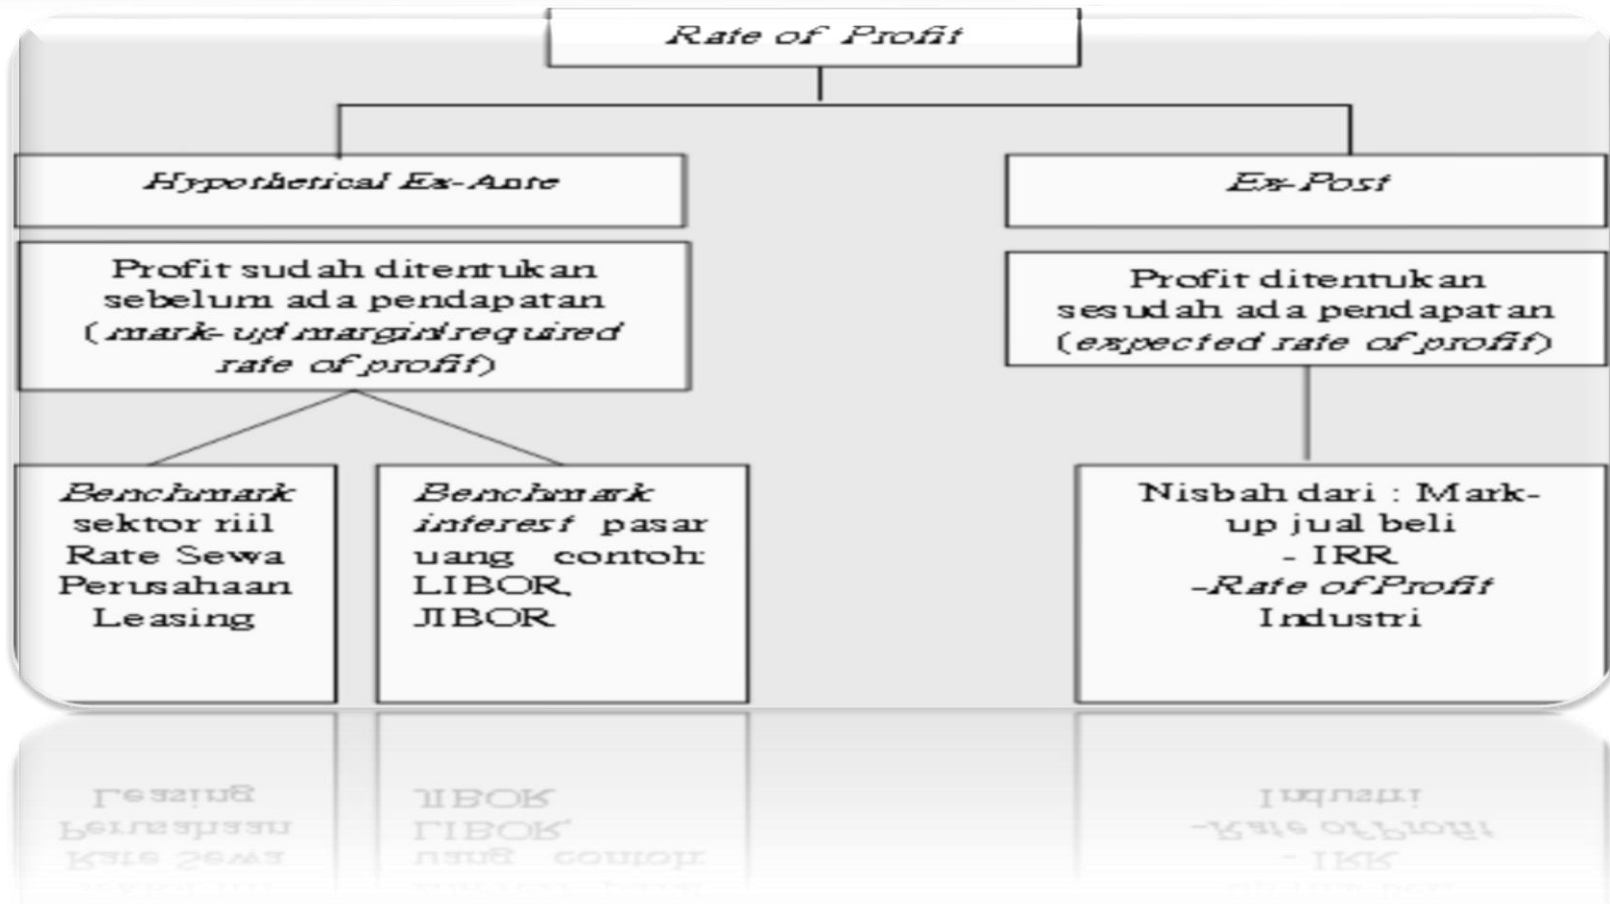 Rate of Profit
Hypothetical Ex-Ante
Profit sudah ditentukan
sebelum ada pendapatan
(mark-up/margin/required
rate of profit)
Benchmark
sektor riil
Rate Sewa
Perusahaan
Leasing
Benchmark
interest pasar
uang contoh:
LIBOR,
JIBOR
Ex-Post
Profit ditentukan
sesudah ada pendapatan
(expected rate of profit)
Nisbah dari : Mark-
up jual beli
- IRR
-Rate of Profit
Industri